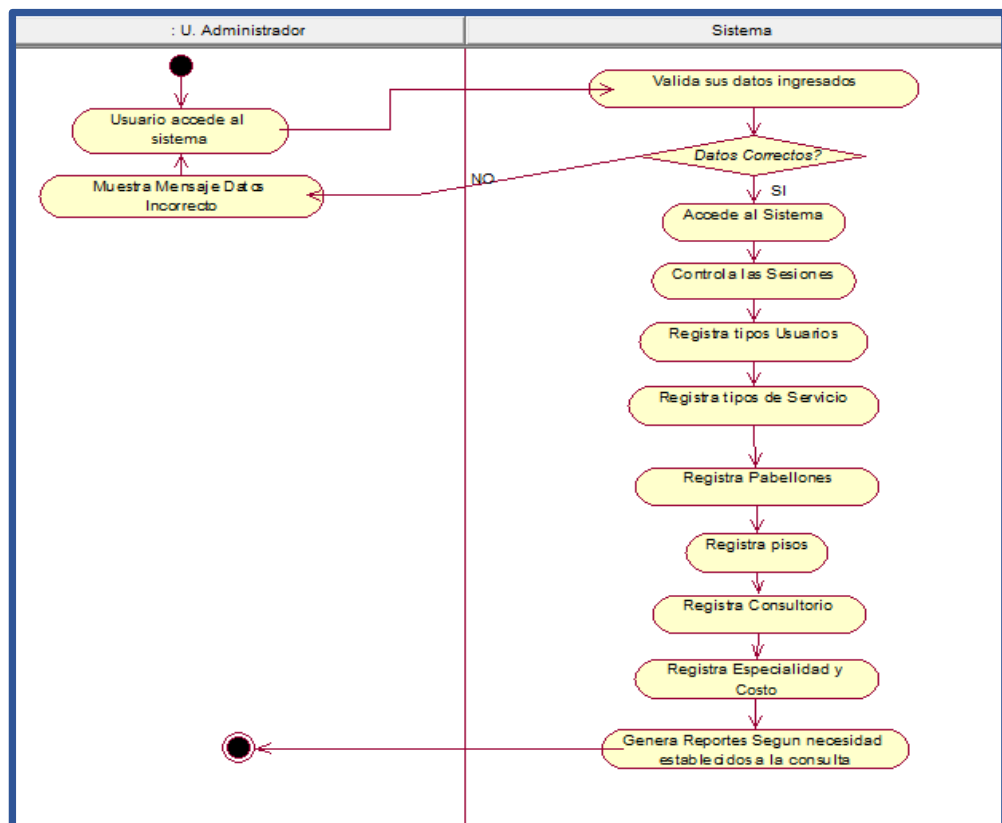 : U. Administrador
Sistema
Valida sus datos ingresados
Usuario accede al
sistema
Datos Correctos?
NO
Muestra Mensaje Datos
Incorrecto
SI
Accede al Sistema
Controla las Sesiones
Registra tipos Usuarios
Registra tipos de Servicio
Registra Pabellones
Registra pisos
Registra Consultorio
Registra Especialidad y
Costo
Genera Reportes Segun necesidad
establecidos a la consulta